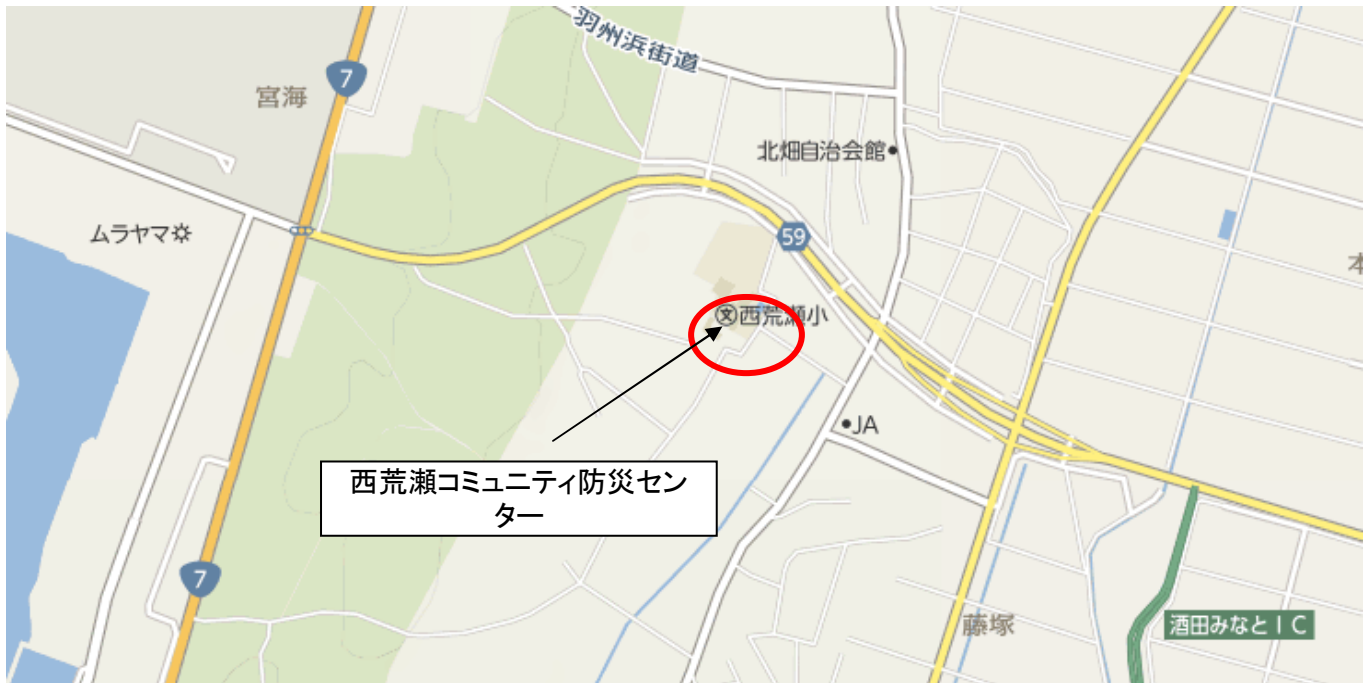 羽州浜街道
7
宮海
北畑自治会館
ムラヤマ
59
本
文西荒瀬小
JA
西荒瀬コミュニティ防災セン
ター
7
藤塚
酒田みなとIC